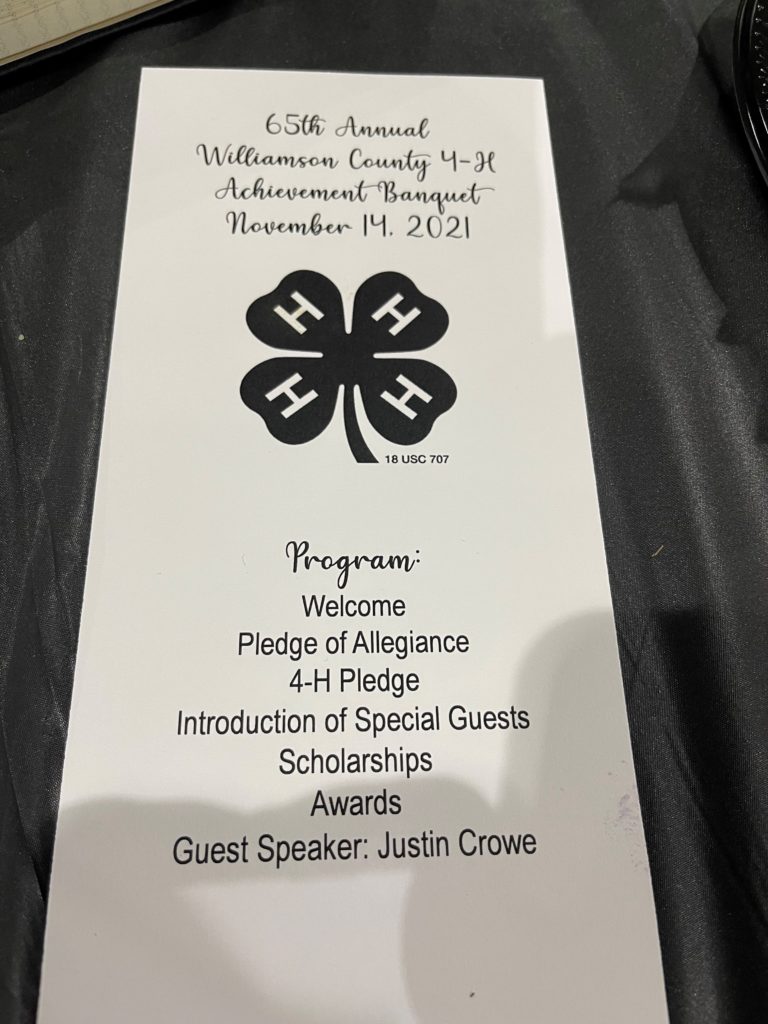 65th Annual
Williamson County 4-H
Achievement Banquet
November 14, 2021
H H
H H
18 USC 707
Program:
Welcome
Pledge of Allegiance
4-H Pledge
Introduction of Special Guests
Scholarships
Awards
Guest Speaker: Justin Crowe